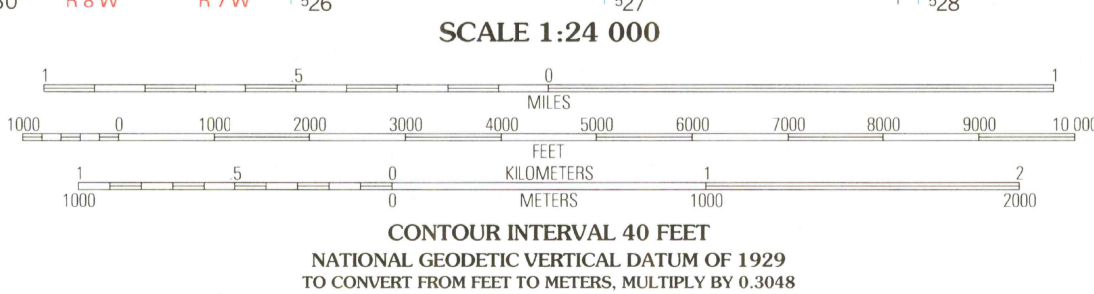 R 8 W R 7 W 526 527 528
SCALE 1:24 000
1 .5 0 1
MILES
1000 0 1000 2000 3000 4000 5000 6000 7000 8000 9000 10 000
FEET
1 .5 0 KILOMETERS 1 2
1000 0 METERS 1000 2000
CONTOUR INTERVAL 40 FEET
NATIONAL GEODETIC VERTICAL DATUM OF 1929
TO CONVERT FROM FEET TO METERS, MULTIPLY BY 0.3048